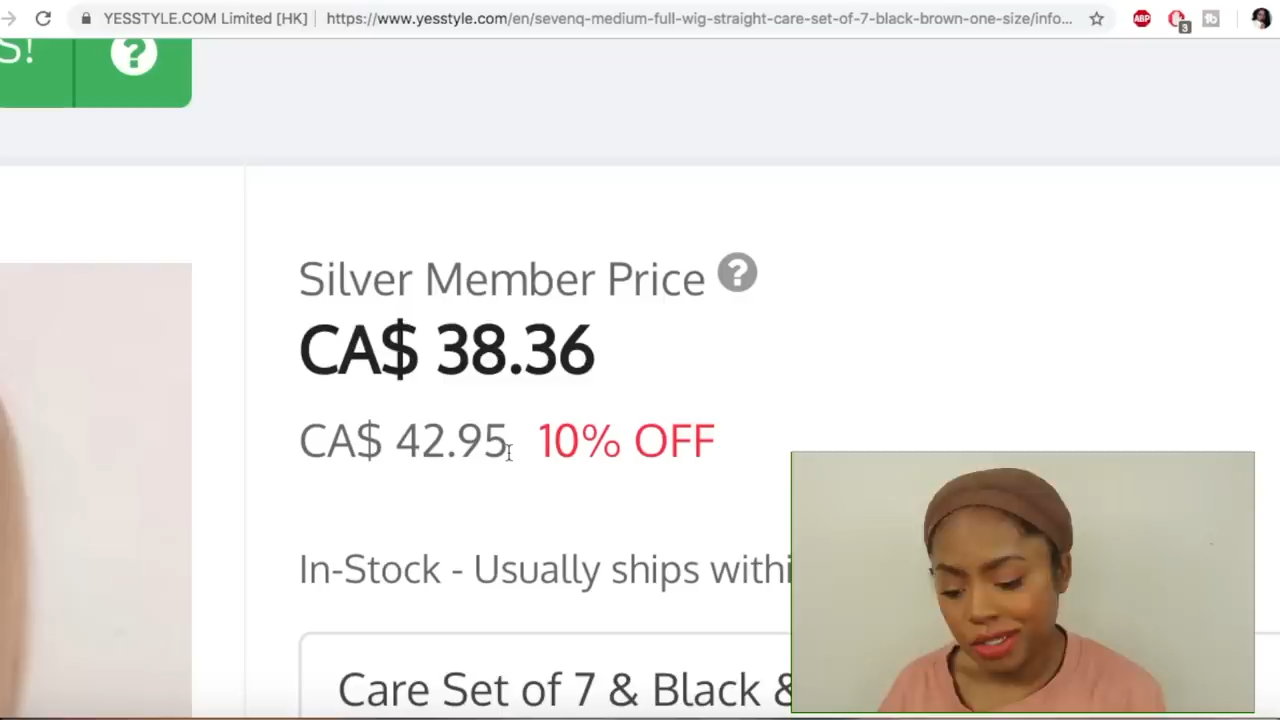 YESSTYLE.COM Limited [HK]
https://www.yesstyle.com/en/sevenq-medium-full-wig-straight-care-set-of-7-black-brown-one-size/info...
ABP
3
S!
?
Silver Member Price ?
CA$ 38.36
CA$ 42.95 10% OFF
In-Stock - Usually ships withi
Care Set of 7 & Black &